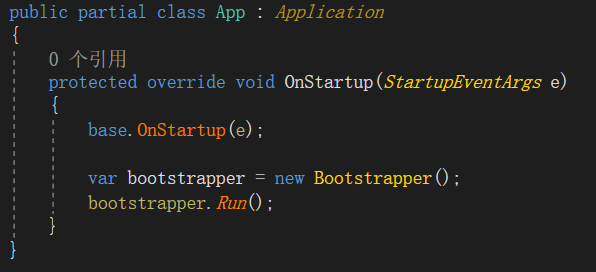 public partial class App : Application
{
0 个引用
protected override void OnStartup(StartupEventArgs e)
{
base.OnStartup(e);
var bootstrapper = new Bootstrapper();
bootstrapper.Run();
}
}